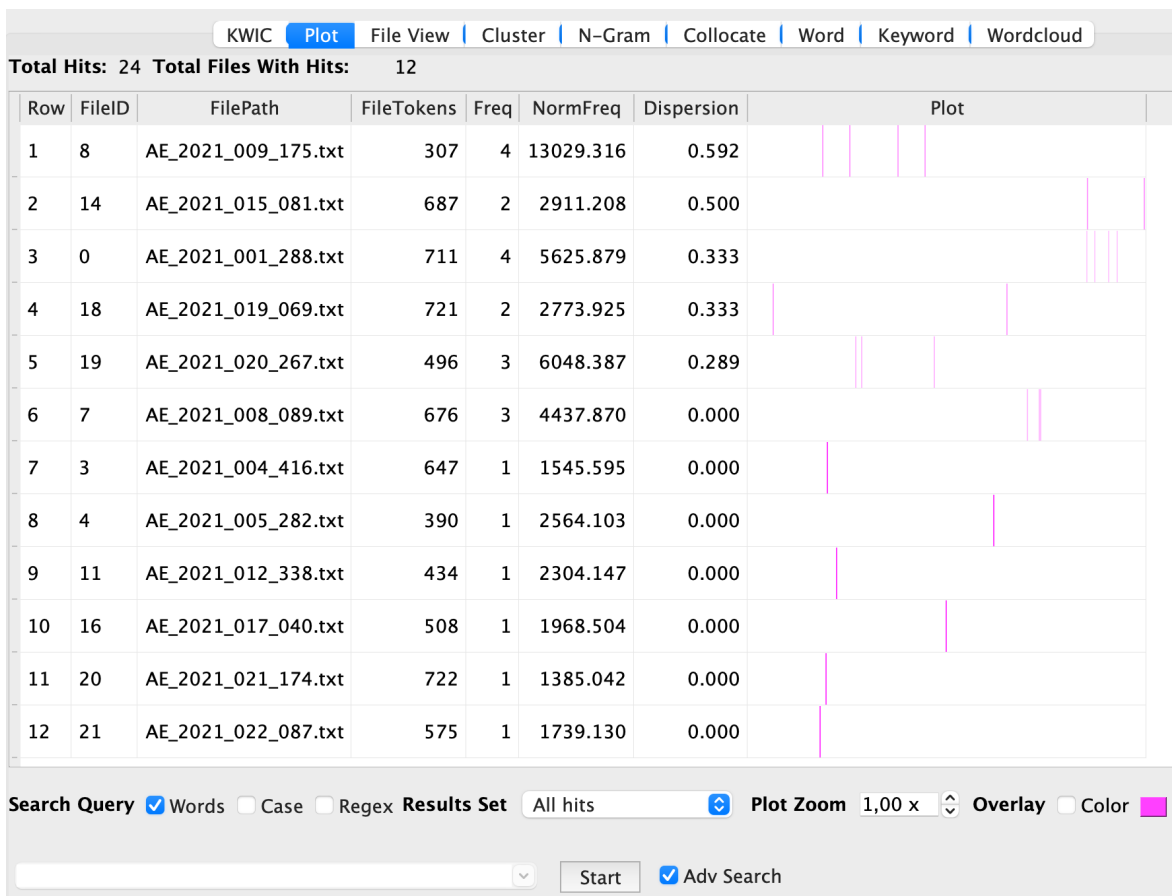 KWIC Plot File View Cluster N-Gram Collocate Word Keyword Wordcloud
Total Hits: 24 Total Files With Hits: 12
Row FileID FilePath FileTokens Freq NormFreq Dispersion Plot
1 8 AE_2021_009_175.txt 307 4 13029.316 0.592
2 14 AE_2021_015_081.txt 687 2 2911.208 0.500
3 0 AE_2021_001_288.txt 711 4 5625.879 0.333
4 18 AE_2021_019_069.txt 721 2 2773.925 0.333
5 19 AE_2021_020_267.txt 496 3 6048.387 0.289
6 7 AE_2021_008_089.txt 676 3 4437.870 0.000
7 3 AE_2021_004_416.txt 647 1 1545.595 0.000
8 4 AE_2021_005_282.txt 390 1 2564.103 0.000
9 11 AE_2021_012_338.txt 434 1 2304.147 0.000
10 16 AE_2021_017_040.txt 508 1 1968.504 0.000
11 20 AE_2021_021_174.txt 722 1 1385.042 0.000
12 21 AE_2021_022_087.txt 575 1 1739.130 0.000
Search Query Words Case Regex Results Set All hits Plot Zoom 1,00 x Overlay Color
Start Adv Search